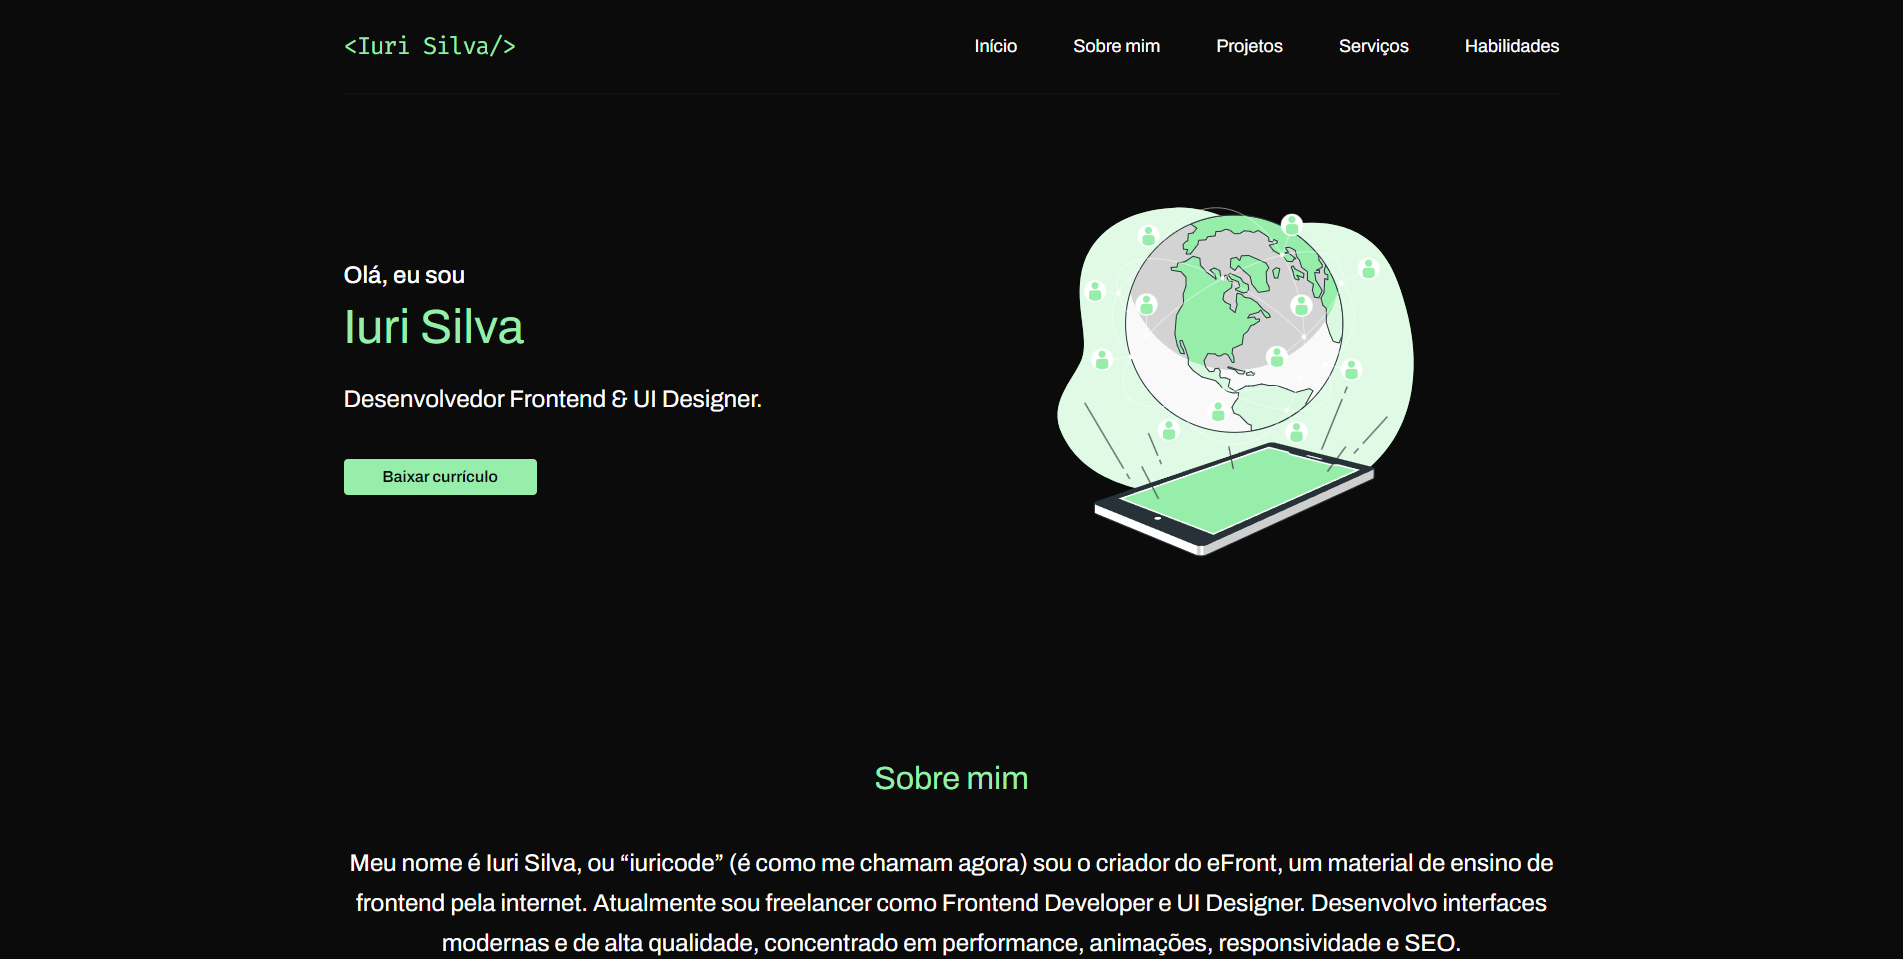 <Iuri Silva/>
Início
Sobre mim
Projetos
Serviços
Habilidades
Olá, eu sou
Iuri Silva
Desenvolvedor Frontend & UI Designer.
Baixar currículo
Sobre mim
Meu nome é Iuri Silva, ou “iuricode” (é como me chamam agora) sou o criador do eFront, um material de ensino de
frontend pela internet. Atualmente sou freelancer como Frontend Developer e UI Designer. Desenvolvo interfaces
modernas e de alta qualidade, concentrado em performance, animações, responsividade e SEO.